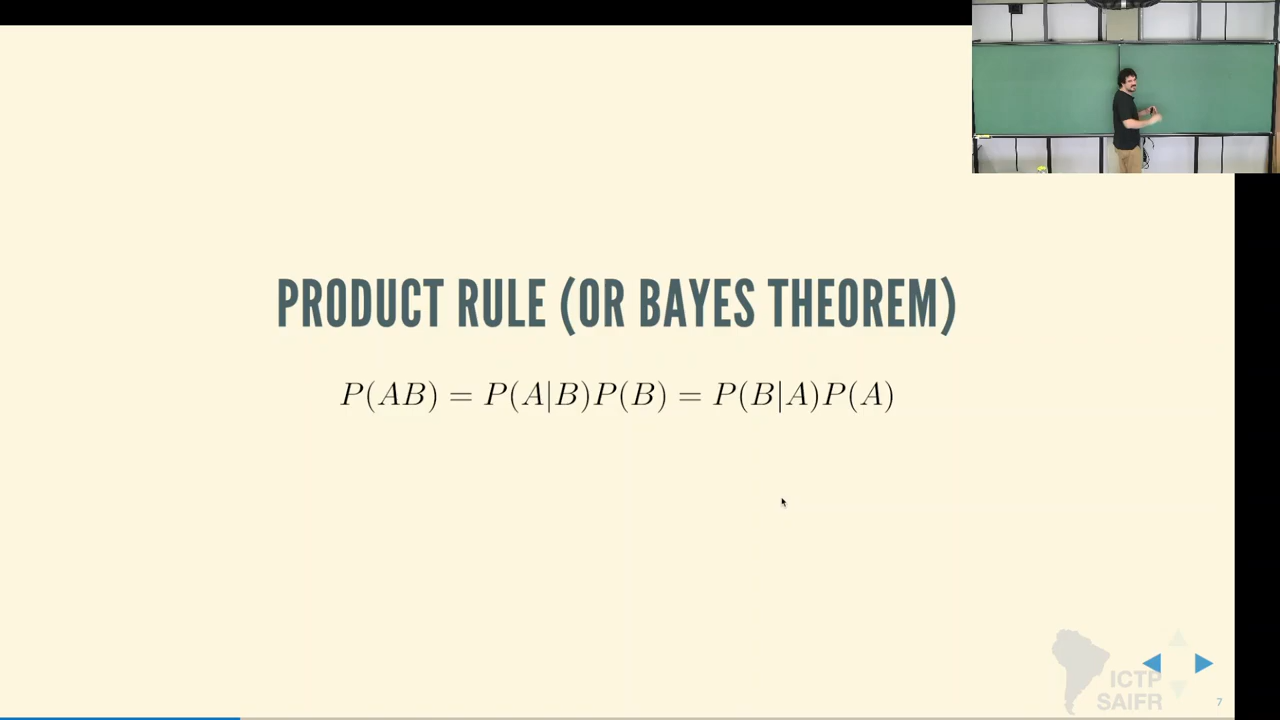 PRODUCT RULE (OR BAYES THEOREM)
P(AB) = P(A|B)P(B) = P(B|A)P(A)
ICTP
SAIFR
7